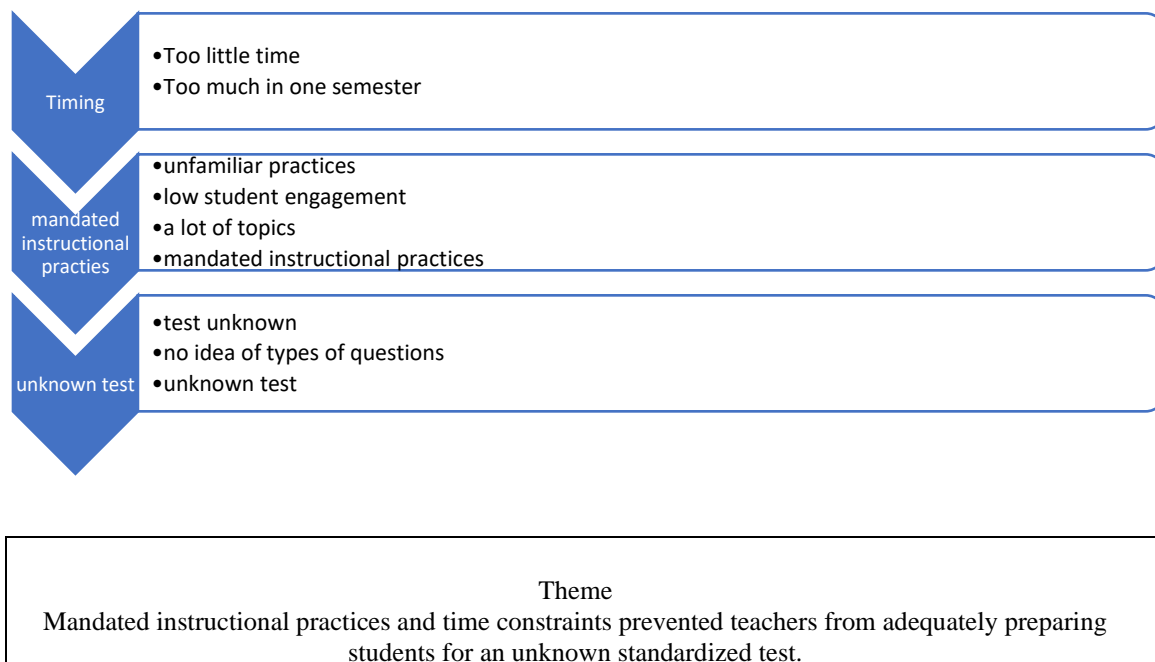 Timing
•Too little time
•Too much in one semester
mandated
instructional
practies
•unfamiliar practices
•low student engagement
•a lot of topics
•mandated instructional practices
unknown test
•test unknown
•no idea of types of questions
•unknown test
Theme
Mandated instructional practices and time constraints prevented teachers from adequately preparing
students for an unknown standardized test.